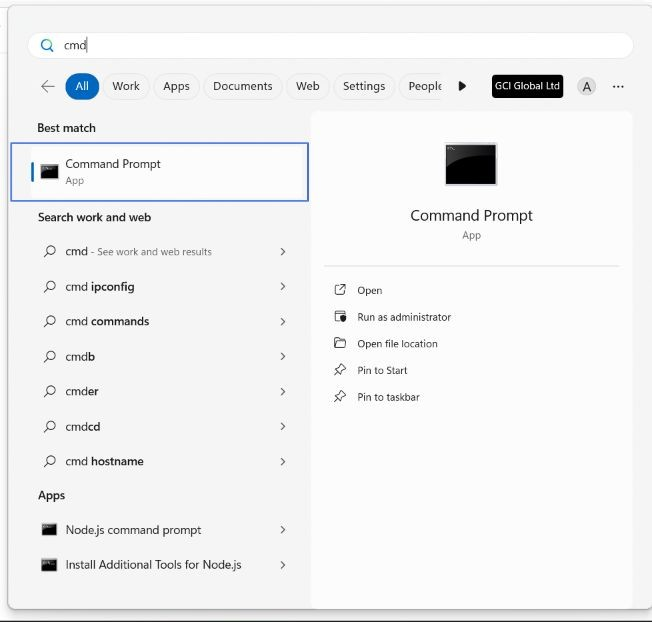 cmd
All Work Apps Documents Web Settings People GCI Global Ltd A
Best match
Command Prompt
App
Search work and web
cmd - See work and web results
cmd ipconfig
cmd commands
cmdb
cmder
cmdcd
cmd hostname
Apps
Node.js command prompt
Install Additional Tools for Node.js
Command Prompt
App
Open
Run as administrator
Open file location
Pin to Start
Pin to taskbar